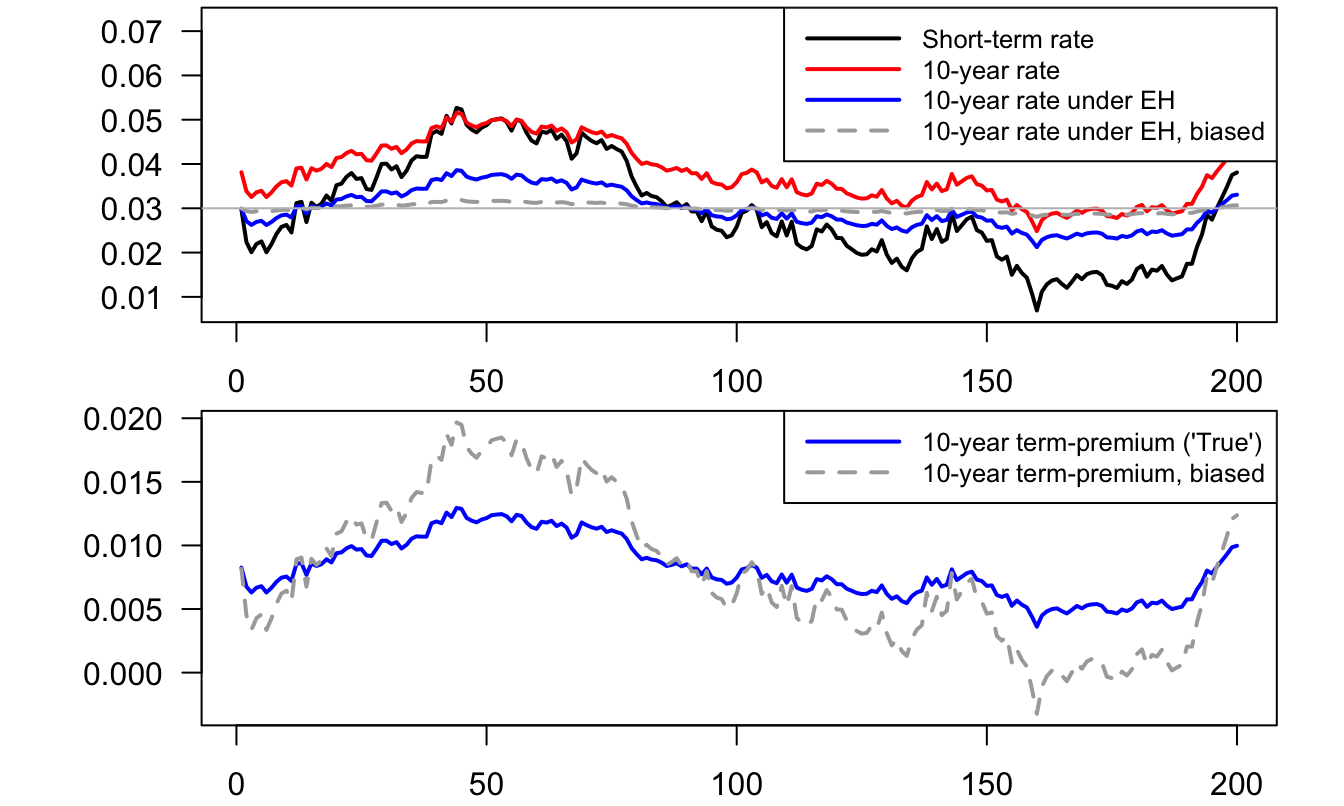 0.07
0.06
0.05
0.04
0.03
0.02
0.01
Short-term rate
10-year rate
10-year rate under EH
10-year rate under EH, biased
0 50 100 150 200
0.020
0.015
0.010
0.005
0.000
10-year term-premium ('True')
10-year term-premium, biased
0 50 100 150 200